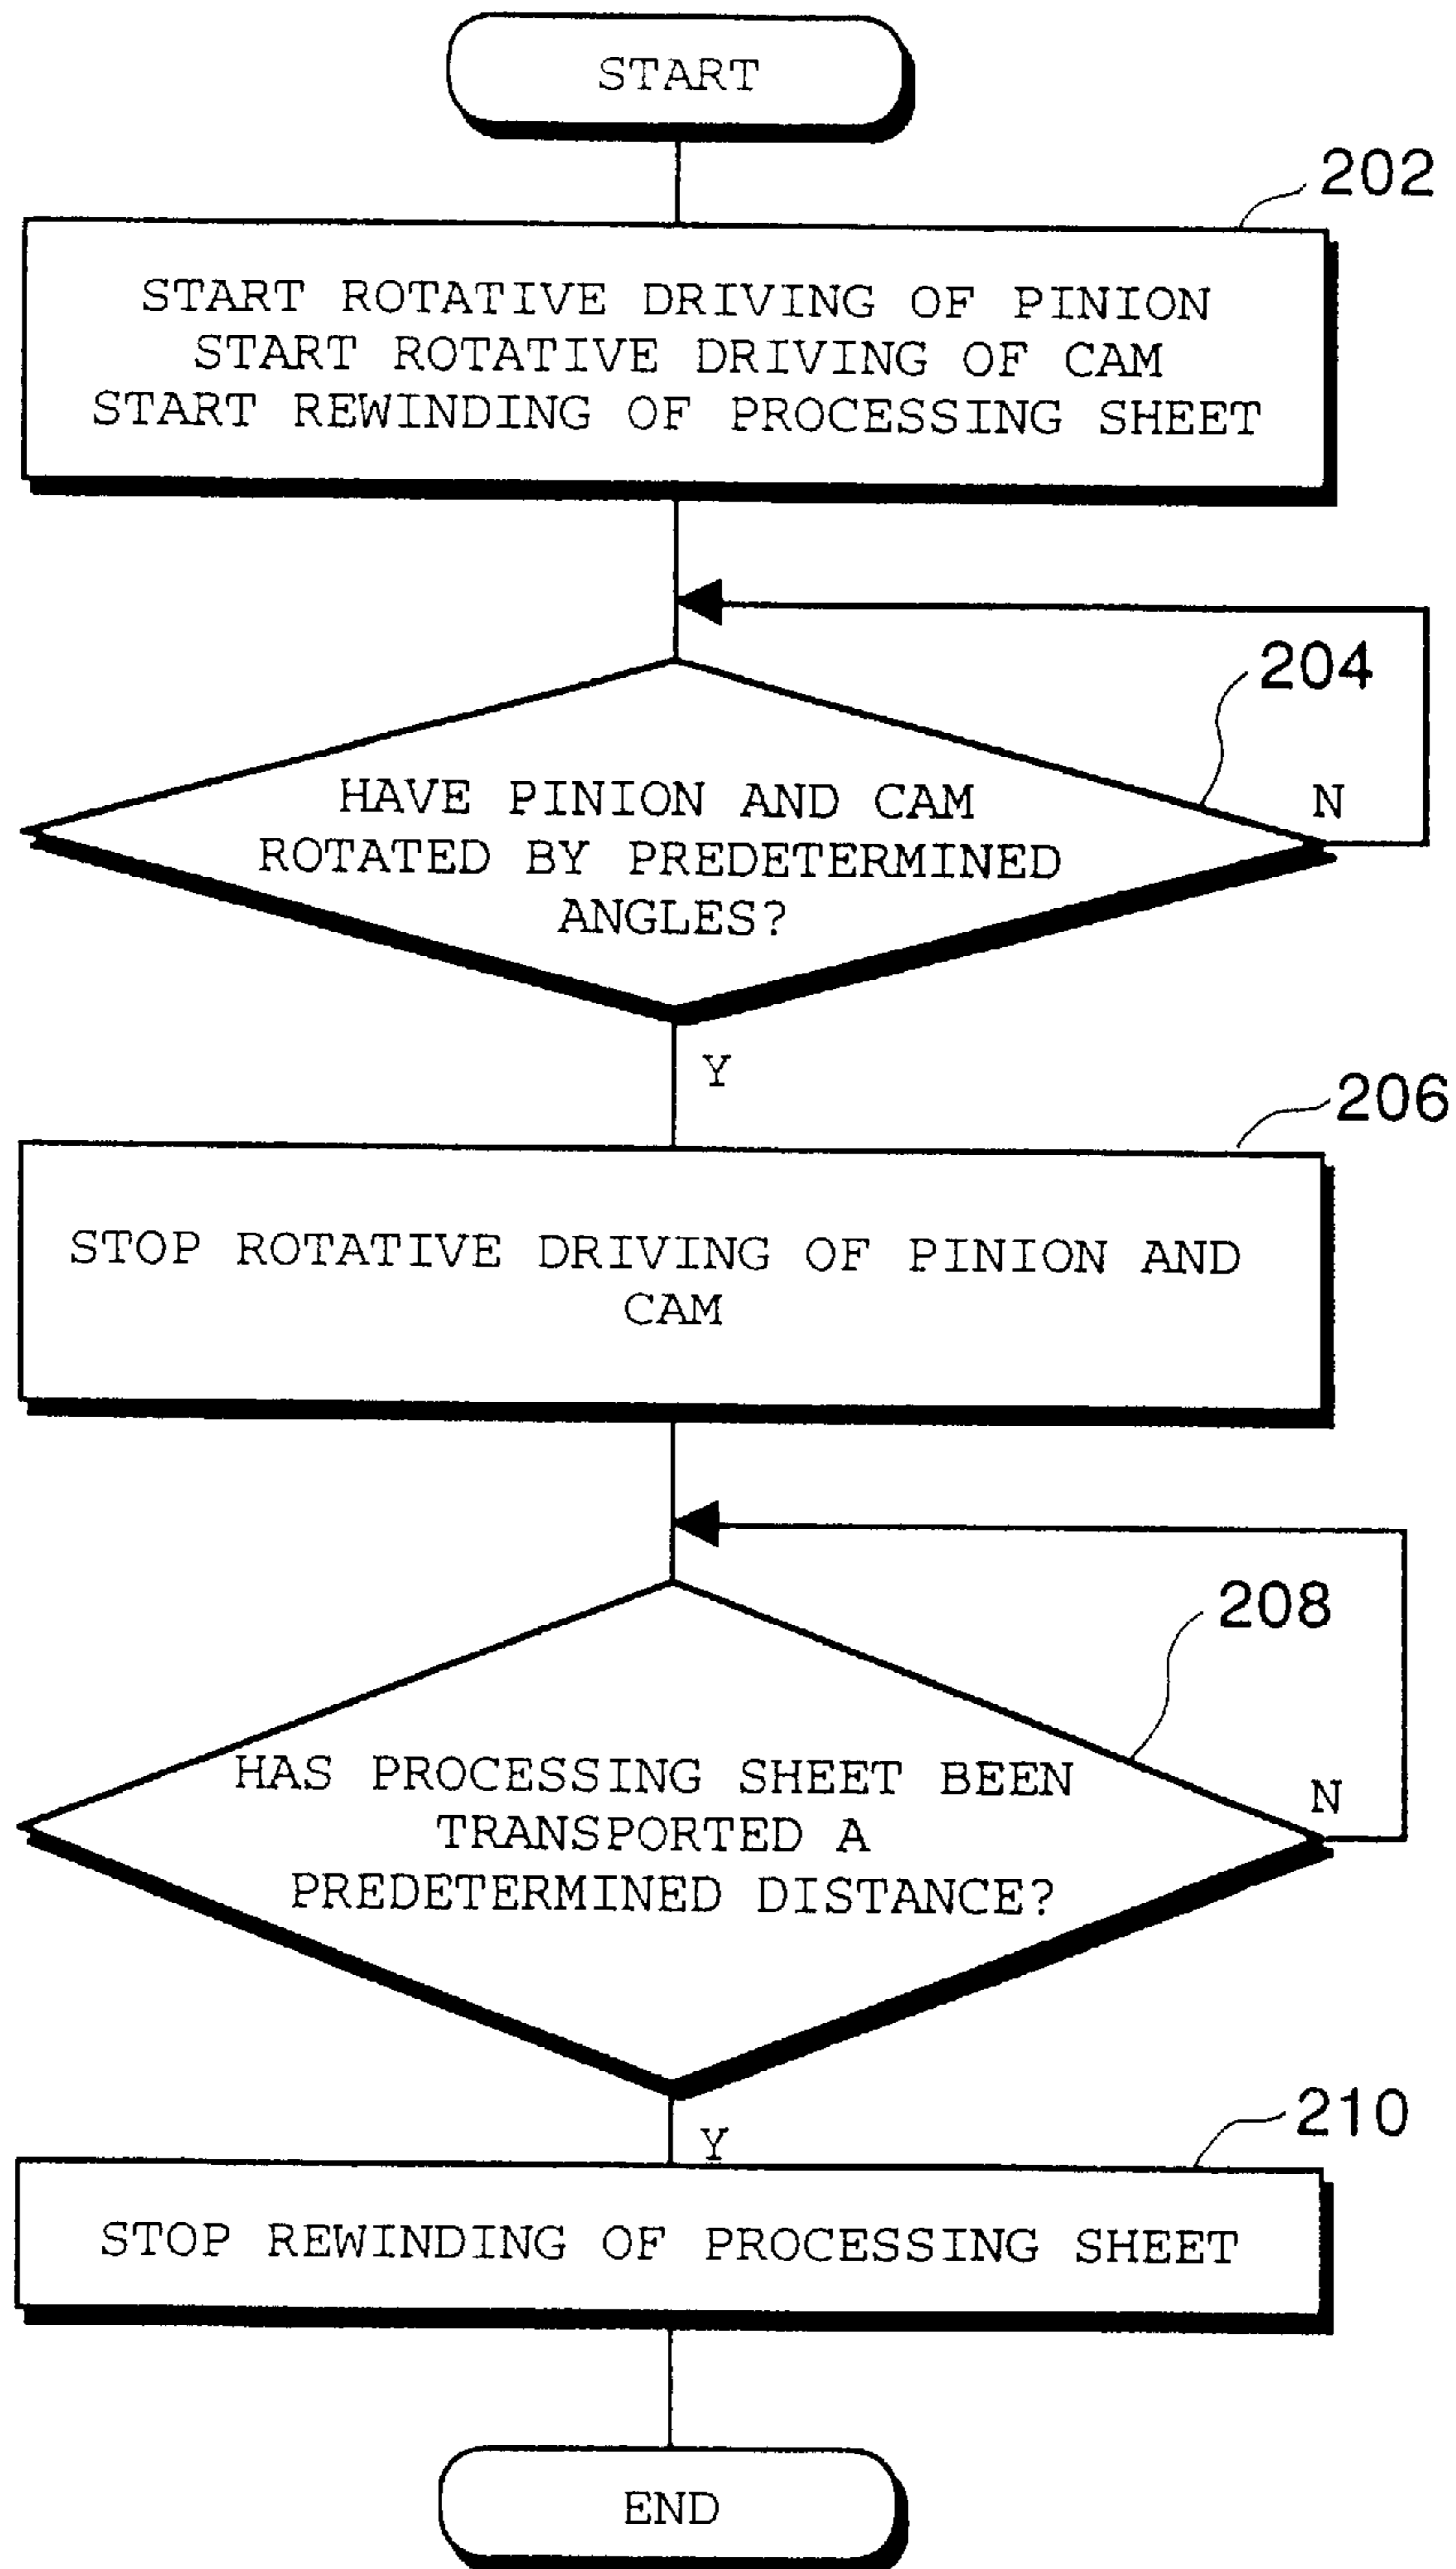 START
202
START ROTATIVE DRIVING OF PINION
START ROTATIVE DRIVING OF CAM
START REWINDING OF PROCESSING SHEET
204
N
HAVE PINION AND CAM
ROTATED BY PREDETERMINED
ANGLES?
Y
206
STOP ROTATIVE DRIVING OF PINION AND
CAM
208
N
HAS PROCESSING SHEET BEEN
TRANSPORTED A
PREDETERMINED DISTANCE?
Y
210
STOP REWINDING OF PROCESSING SHEET
END